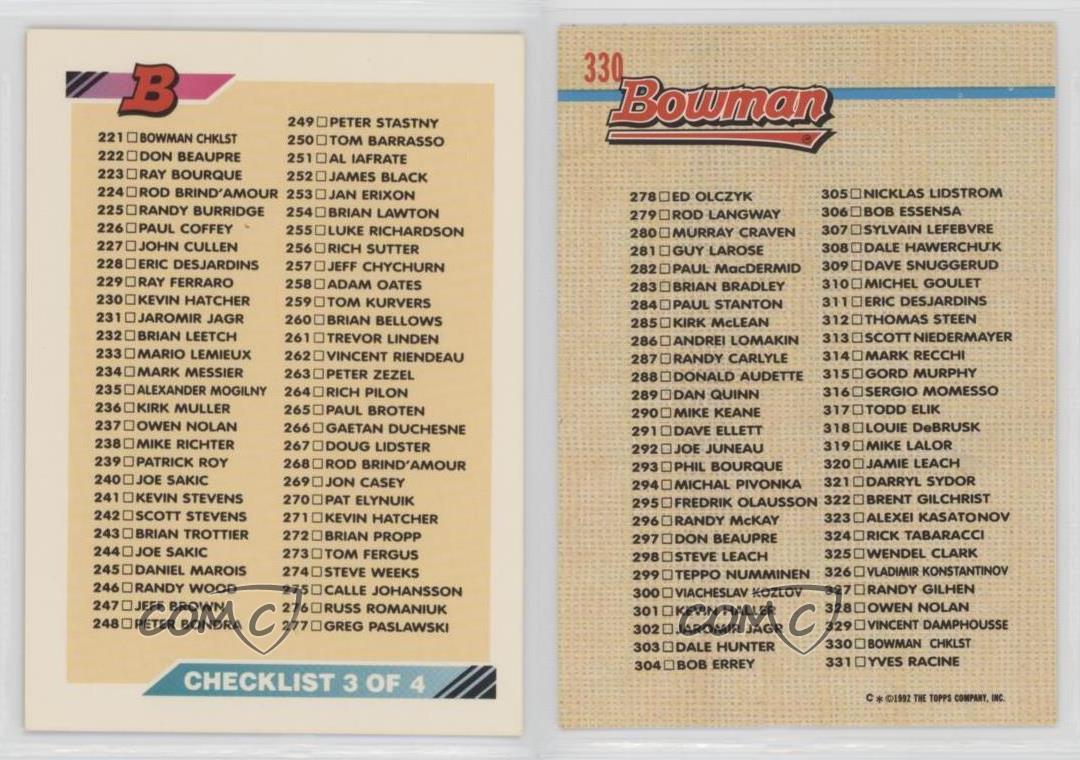 B
221 □ BOWMAN CHKLST
222 □ DON BEAUPRE
223 □ RAY BOURQUE
224 □ ROD BRIND'AMOUR
225 □ RANDY BURRIDGE
226 □ PAUL COFFEY
227 □ JOHN CULLEN
228 □ ERIC DESJARDINS
229 □ RAY FERRARO
230 □ KEVIN HATCHER
231 □ JAROMIR JAGR
232 □ BRIAN LEETCH
233 □ MARIO LEMIEUX
234 □ MARK MESSIER
235 □ ALEXANDER MOGILNY
236 □ KIRK MULLER
237 □ OWEN NOLAN
238 □ MIKE RICHTER
239 □ PATRICK ROY
240 □ JOE SAKIC
241 □ KEVIN STEVENS
242 □ SCOTT STEVENS
243 □ BRIAN TROTTIER
244 □ JOE SAKIC
245 □ DANIEL MAROIS
246 □ RANDY WOOD
247 □ JEFF BROWN
248 □ PETER BONDRA
249 □ PETER STASTNY
250 □ TOM BARRASSO
251 □ AL IAFRATE
252 □ JAMES BLACK
253 □ JAN ERIXON
254 □ BRIAN LAWTON
255 □ LUKE RICHARDSON
256 □ RICH SUTTER
257 □ JEFF CHYCHURN
258 □ ADAM OATES
259 □ TOM KURVERS
260 □ BRIAN BELLOWS
261 □ TREVOR LINDEN
262 □ VINCENT RIENDEAU
263 □ PETER ZEZEL
264 □ RICH PILON
265 □ PAUL BROTEN
266 □ GAETAN DUCHESNE
267 □ DOUG LIDSTER
268 □ ROD BRIND'AMOUR
269 □ JON CASEY
270 □ PAT ELYNUIK
271 □ KEVIN HATCHER
272 □ BRIAN PROPP
273 □ TOM FERGUS
274 □ STEVE WEEKS
275 □ CALLE JOHANSSON
276 □ RUSS ROMANIUK
277 □ GREG PASLAWSKI
COMC
CHECKLIST 3 OF 4
330
Bowman
278 □ ED OLCZYK
279 □ ROD LANGWAY
280 □ MURRAY CRAVEN
281 □ GUY LAROSE
282 □ PAUL MacDERMID
283 □ BRIAN BRADLEY
284 □ PAUL STANTON
285 □ KIRK McLEAN
286 □ ANDREI LOMAKIN
287 □ RANDY CARLYLE
288 □ DONALD AUDETTE
289 □ DAN QUINN
290 □ MIKE KEANE
291 □ DAVE ELLETT
292 □ JOE JUNEAU
293 □ PHIL BOURQUE
294 □ MICHAL PIVONKA
295 □ FREDRIK OLAUSSON
296 □ RANDY McKAY
297 □ DON BEAUPRE
298 □ STEVE LEACH
299 □ TEPPO NUMMINEN
300 □ VIACHESLAV KOZLOV
301 □ KEVIN HALLER
302 □ JAROMIR JAGR
303 □ DALE HUNTER
304 □ BOB ERREY
305 □ NICKLAS LIDSTROM
306 □ BOB ESSENSA
307 □ SYLVAIN LEFEBVRE
308 □ DALE HAWERCHUK
309 □ DAVE SNUGGERUD
310 □ MICHEL GOULET
311 □ ERIC DESJARDINS
312 □ THOMAS STEEN
313 □ SCOTT NIEDERMAYER
314 □ MARK RECCHI
315 □ GORD MURPHY
316 □ SERGIO MOMESSO
317 □ TODD ELIK
318 □ LOUIE DeBRUSK
319 □ MIKE LALOR
320 □ JAMIE LEACH
321 □ DARRYL SYDOR
322 □ BRENT GILCHRIST
323 □ ALEXEI KASATONOV
324 □ RICK TABARACCI
325 □ WENDEL CLARK
326 □ VLADIMIR KONSTANTINOV
327 □ RANDY GILHEN
328 □ OWEN NOLAN
329 □ VINCENT DAMPHOUSSE
330 □ BOWMAN CHKLST
331 □ YVES RACINE
COMC
C * ©1992 THE TOPPS COMPANY, INC.